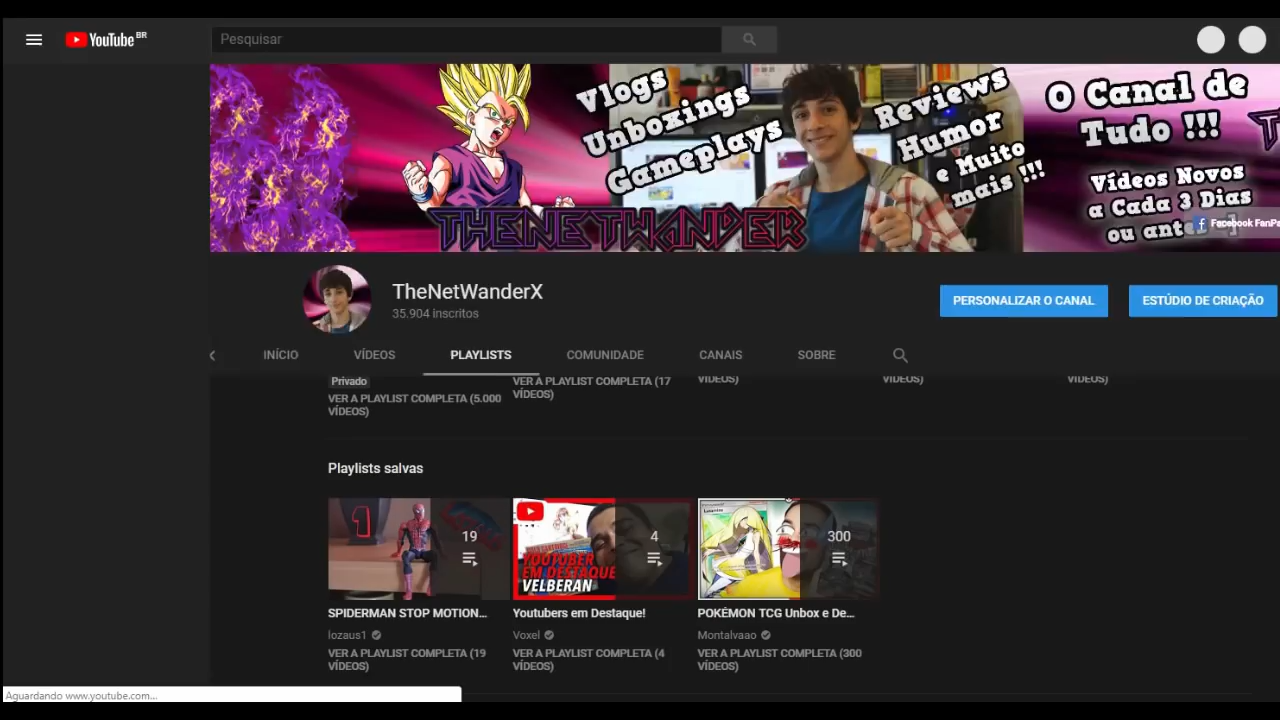 YouTube BR
Pesquisar
Vlogs
Unboxings
Gameplays
Reviews
Humor
e Muito
mais !!!
O Canal de
Tudo !!!
Vídeos Novos
a Cada 3 Dias
ou antes
Facebook FanPa
THENETWANDER
TheNetWanderX
35.904 inscritos
PERSONALIZAR O CANAL
ESTÚDIO DE CRIAÇÃO
INÍCIO
VÍDEOS
PLAYLISTS
COMUNIDADE
CANAIS
SOBRE
Privado
VER A PLAYLIST COMPLETA (5.000
VÍDEOS)
VER A PLAYLIST COMPLETA (17
VÍDEOS)
VÍDEOS)
VÍDEOS)
VÍDEOS)
Playlists salvas
1
19
YOUTUBER
EM DESTAQUE
VELBERAN
4
300
SPIDERMAN STOP MOTION...
lozaus1
VER A PLAYLIST COMPLETA (19
VÍDEOS)
Youtubers em Destaque!
Voxel
VER A PLAYLIST COMPLETA (4
VÍDEOS)
POKÉMON TCG Unbox e De...
Montalvaao
VER A PLAYLIST COMPLETA (300
VÍDEOS)
Aguardando www.youtube.com...